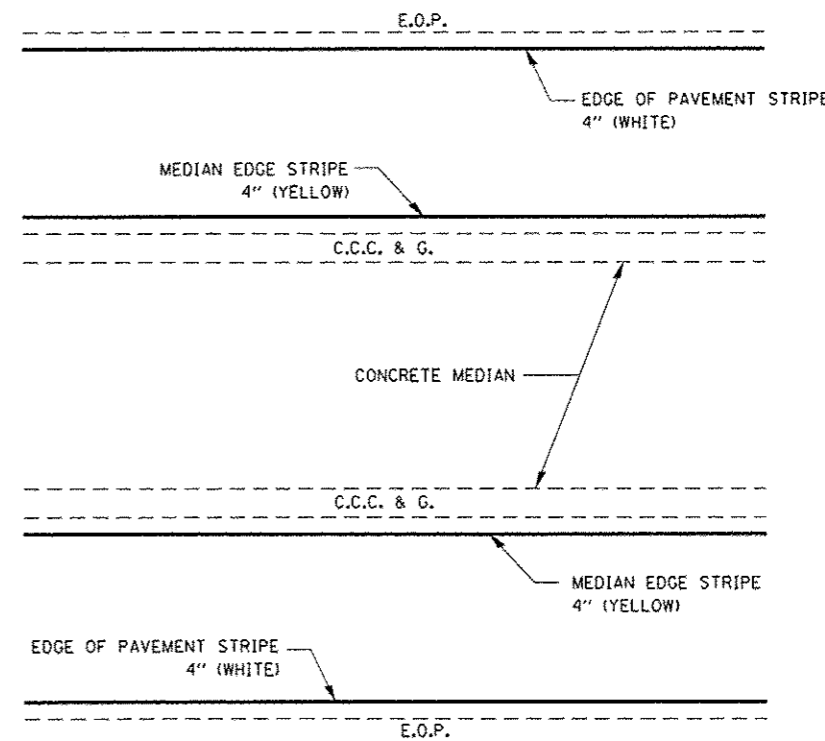 E.O.P.
EDGE OF PAVEMENT STRIPE
4" (WHITE)
MEDIAN EDGE STRIPE
4" (YELLOW)
C.C.C. & G.
CONCRETE MEDIAN
C.C.C. & G.
MEDIAN EDGE STRIPE
4" (YELLOW)
EDGE OF PAVEMENT STRIPE
4" (WHITE)
E.O.P.